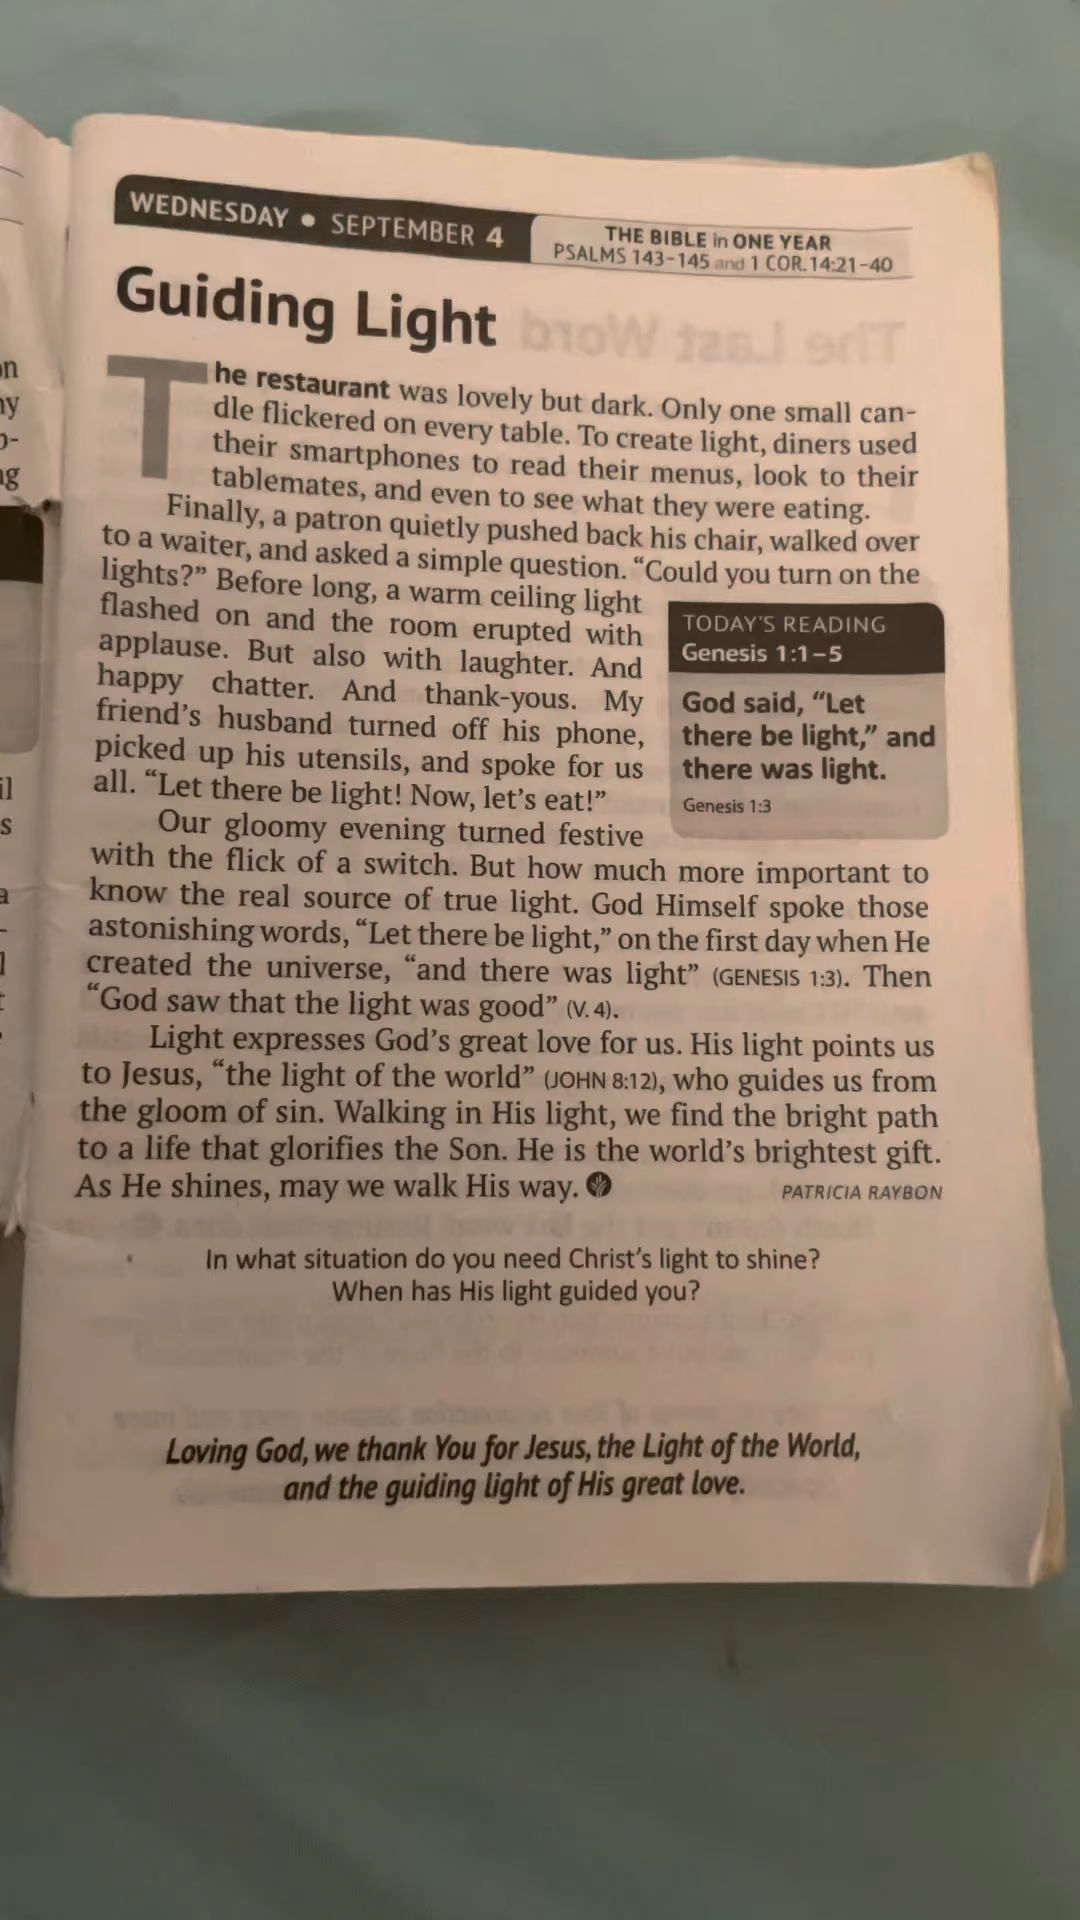 WEDNESDAY • SEPTEMBER 4
THE BIBLE in ONE YEAR
PSALMS 143–145 and 1 COR. 14:21–40
Guiding Light
The Last Word
The restaurant was lovely but dark. Only one small can-
dle flickered on every table. To create light, diners used
their smartphones to read their menus, look to their
tablemates, and even to see what they were eating.
Finally, a patron quietly pushed back his chair, walked over
to a waiter, and asked a simple question. “Could you turn on the
lights?” Before long, a warm ceiling light
flashed on and the room erupted with
applause. But also with laughter. And
happy chatter. And thank-yous. My
friend’s husband turned off his phone,
picked up his utensils, and spoke for us
all. “Let there be light! Now, let’s eat!”
TODAY’S READING
Genesis 1:1–5
God said, “Let
there be light,” and
there was light.
Genesis 1:3
Our gloomy evening turned festive
with the flick of a switch. But how much more important to
know the real source of true light. God Himself spoke those
astonishing words, “Let there be light,” on the first day when He
created the universe, “and there was light” (GENESIS 1:3). Then
“God saw that the light was good” (V. 4).
Light expresses God’s great love for us. His light points us
to Jesus, “the light of the world” (JOHN 8:12), who guides us from
the gloom of sin. Walking in His light, we find the bright path
to a life that glorifies the Son. He is the world’s brightest gift.
As He shines, may we walk His way.
PATRICIA RAYBON
In what situation do you need Christ’s light to shine?
When has His light guided you?
Loving God, we thank You for Jesus, the Light of the World,
and the guiding light of His great love.